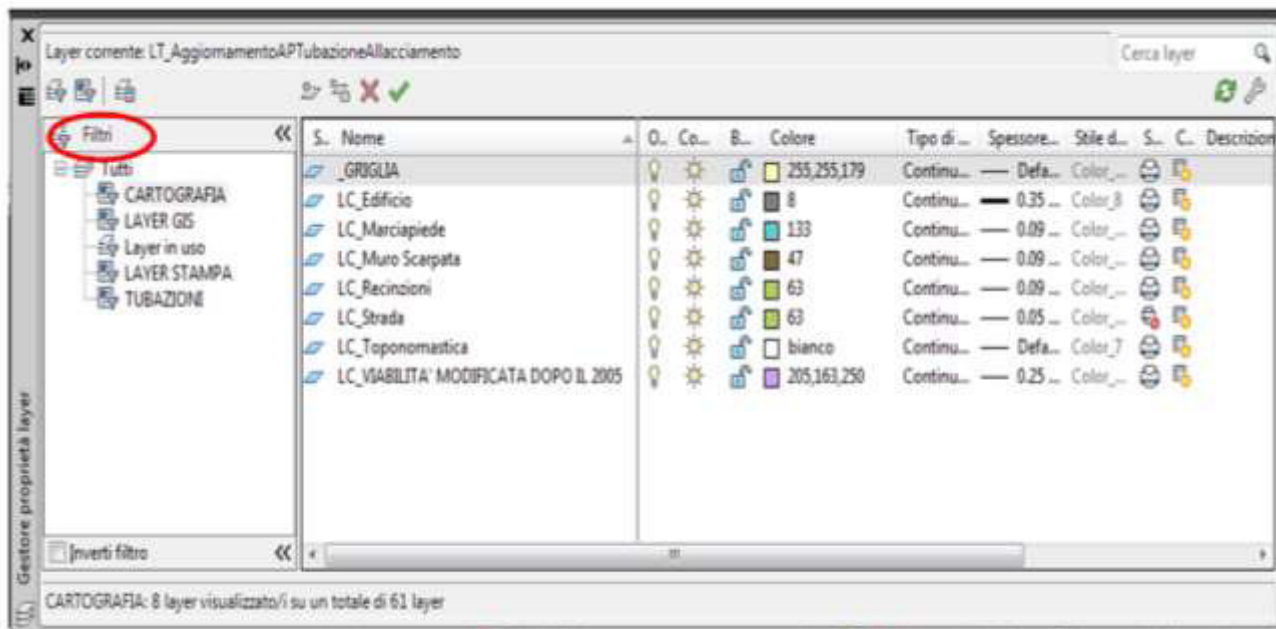 Layer corrente: LT_AggiornamentoAPTubazioneAllacciamento
Cerca layer
Filtri
S.. Nome O.. Co... B... Colore Tipo di ... Spessore... Stile d... S... C.. Descrizion
Tutti
CARTOGRAFIA
LAYER GIS
Layer in uso
LAYER STAMPA
TUBAZIONI
_GRIGLIA 255,255,179 Continu... Defa... Color_...
LC_Edificio 8 Continu... 0.35 ... Color_8
LC_Marciapiede 133 Continu... 0.09 ... Color_...
LC_Muro Scarpata 47 Continu... 0.09 ... Color_...
LC_Recinzioni 63 Continu... 0.09 ... Color_...
LC_Strada 63 Continu... 0.05 ... Color_...
LC_Toponomastica bianco Continu... Defa... Color_7
LC_VIABILITA' MODIFICATA DOPO IL 2005 205,163,250 Continu... 0.25 ... Color_...
Inverti filtro
Gestore proprietà layer
CARTOGRAFIA: 8 layer visualizzato/i su un totale di 61 layer